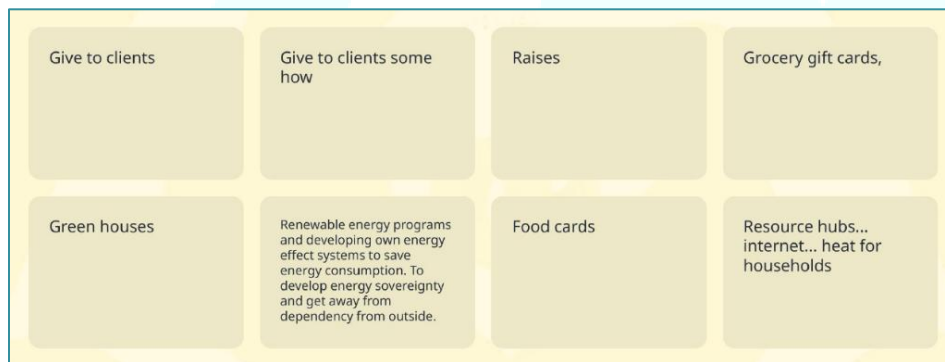 Give to clients
Give to clients some
how
Raises
Grocery gift cards,
Green houses
Renewable energy programs
and developing own energy
effect systems to save
energy consumption. To
develop energy sovereignty
and get away from
dependency from outside.
Food cards
Resource hubs...
internet... heat for
households